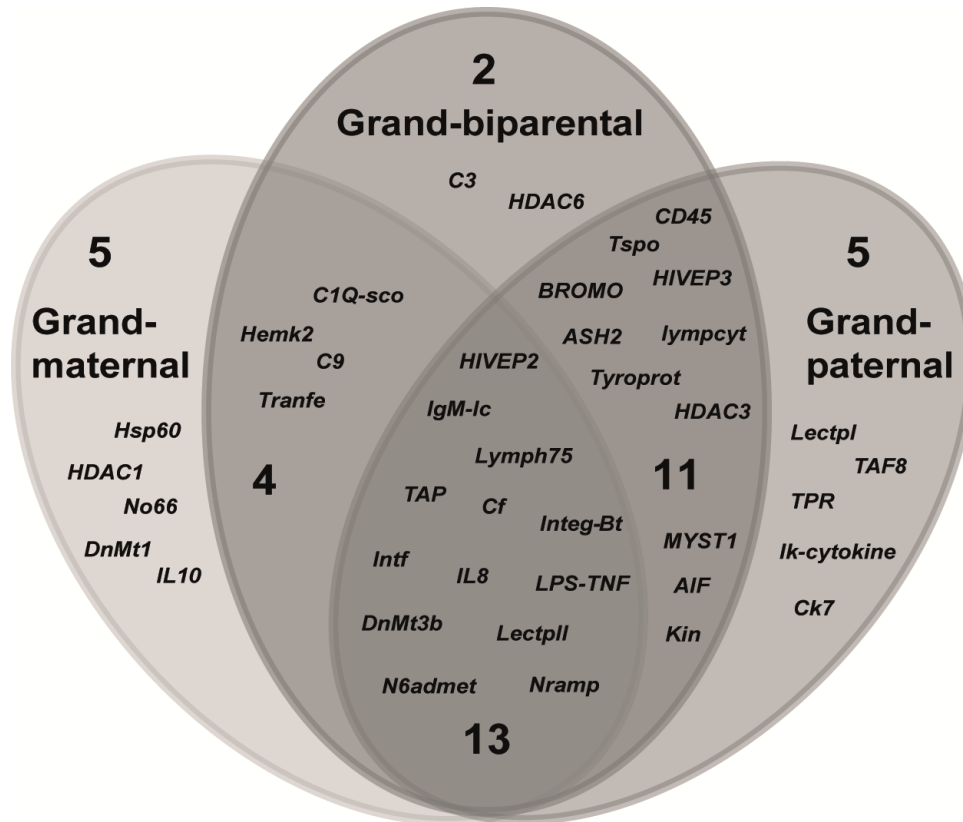 2
Grand-biparental
C3
HDAC6
5
Grand-
maternal
Hsp60
HDAC1
No66
DnMt1
IL10
C1Q-sco
Hemk2
C9
Tranfe
4
CD45
Tspo
HIVEP3
BROMO
ASH2
lympcyt
Tyroprot
HDAC3
11
MYST1
AIF
Kin
HIVEP2
IgM-lc
Lymph75
TAP
Cf
Integ-Bt
Intf
IL8
LPS-TNF
DnMt3b
LectpII
N6admet
Nramp
13
5
Grand-
paternal
LectpI
TAF8
TPR
Ik-cytokine
Ck7